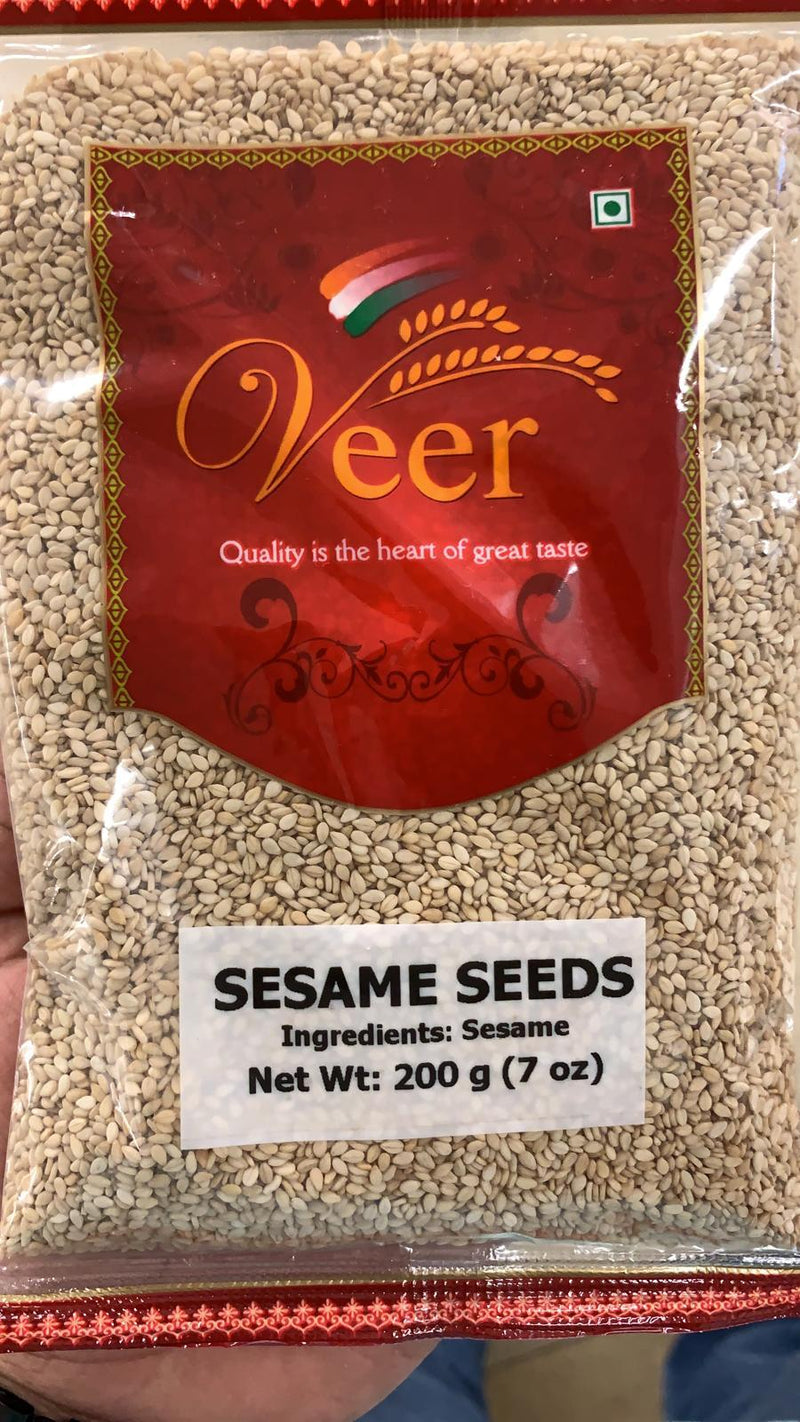 Veer
Quality is the heart of great taste
SESAME SEEDS
Ingredients: Sesame
Net Wt: 200 g (7 oz)